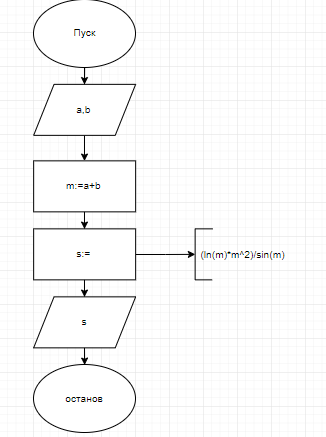 Пуск
a,b
m:=a+b
s:=
(ln(m)*m^2)/sin(m)
s
останов